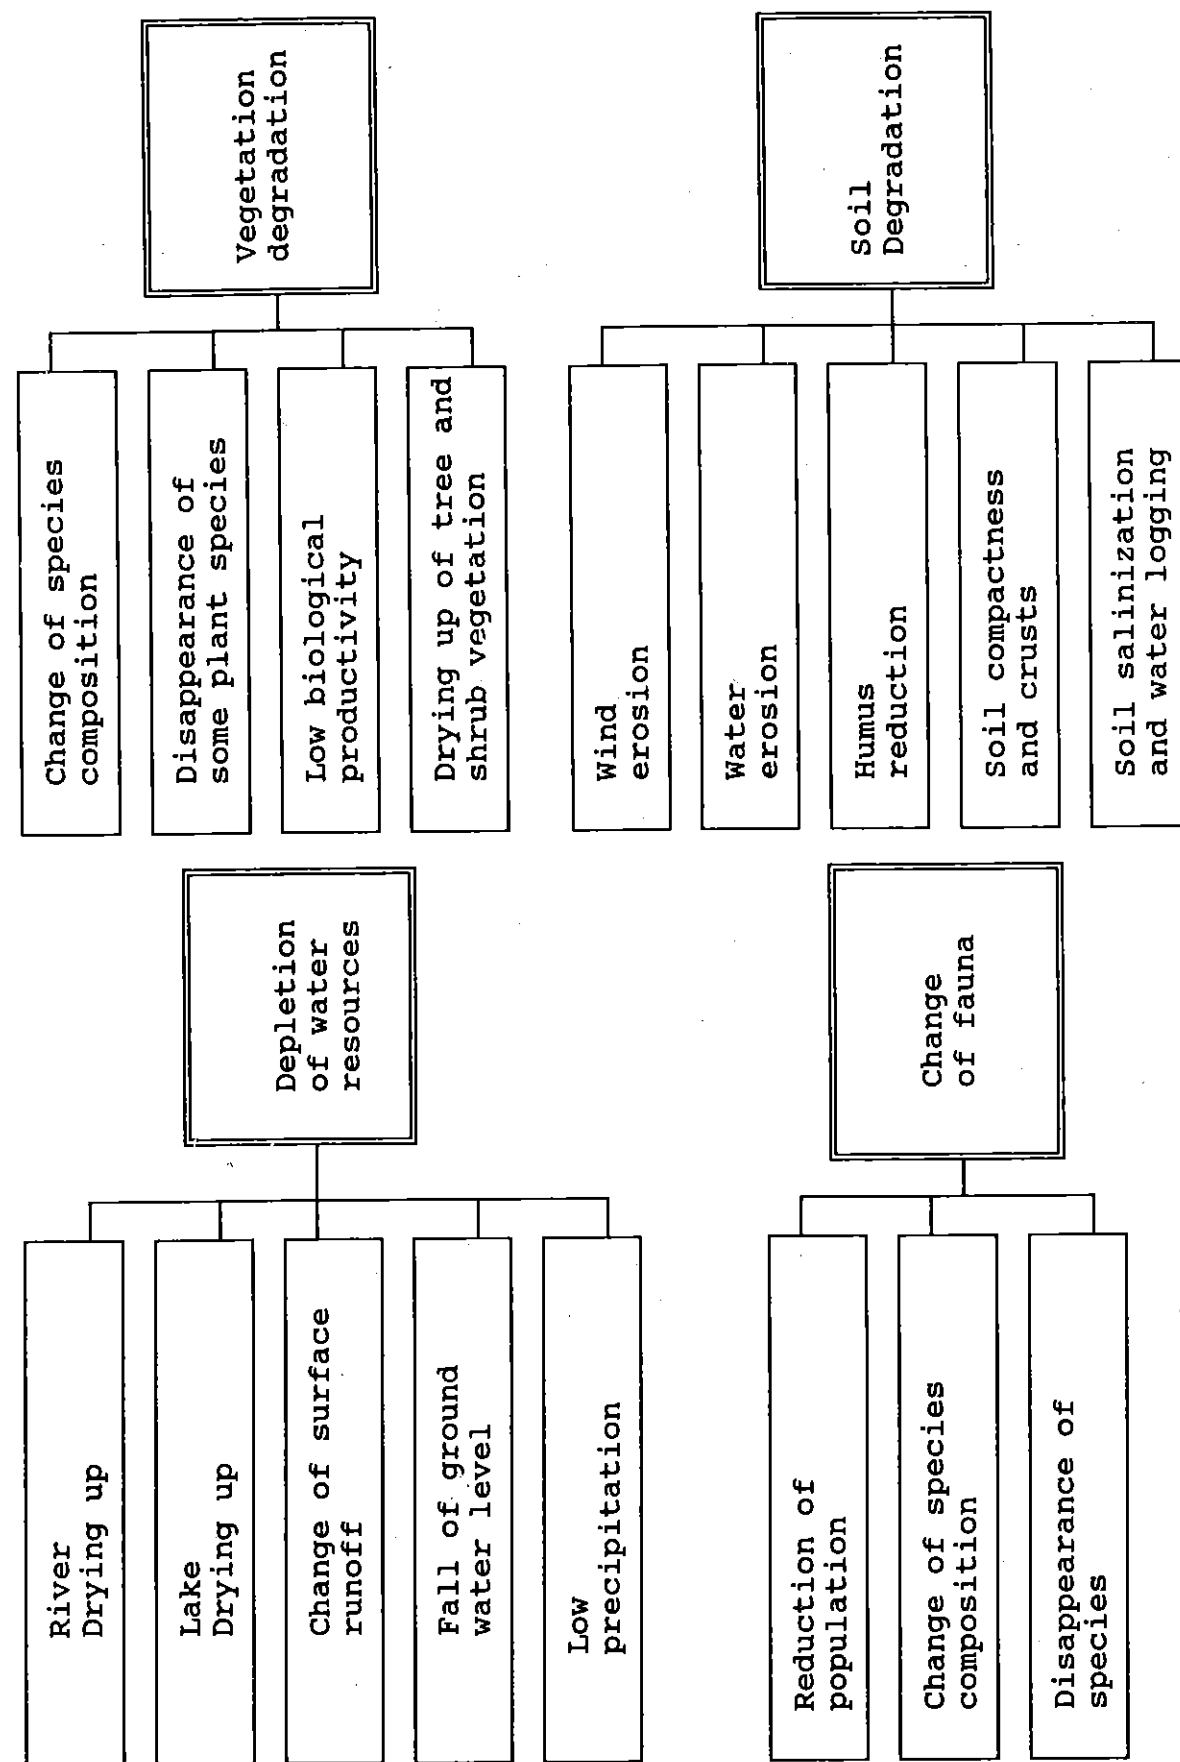 River
Drying up
Lake
Drying up
Change of surface
runoff
Fall of ground
water level
Low
precipitation
Depletion
of water
resources
Change of species
composition
Disappearance of
some plant species
Low biological
productivity
Drying up of tree and
shrub vegetation
Vegetation
degradation
Reduction of
population
Change of species
composition
Disappearance of
species
Change
of fauna
Wind
erosion
Water
erosion
Humus
reduction
Soil compactness
and crusts
Soil salinization
and water logging
Soil
Degradation